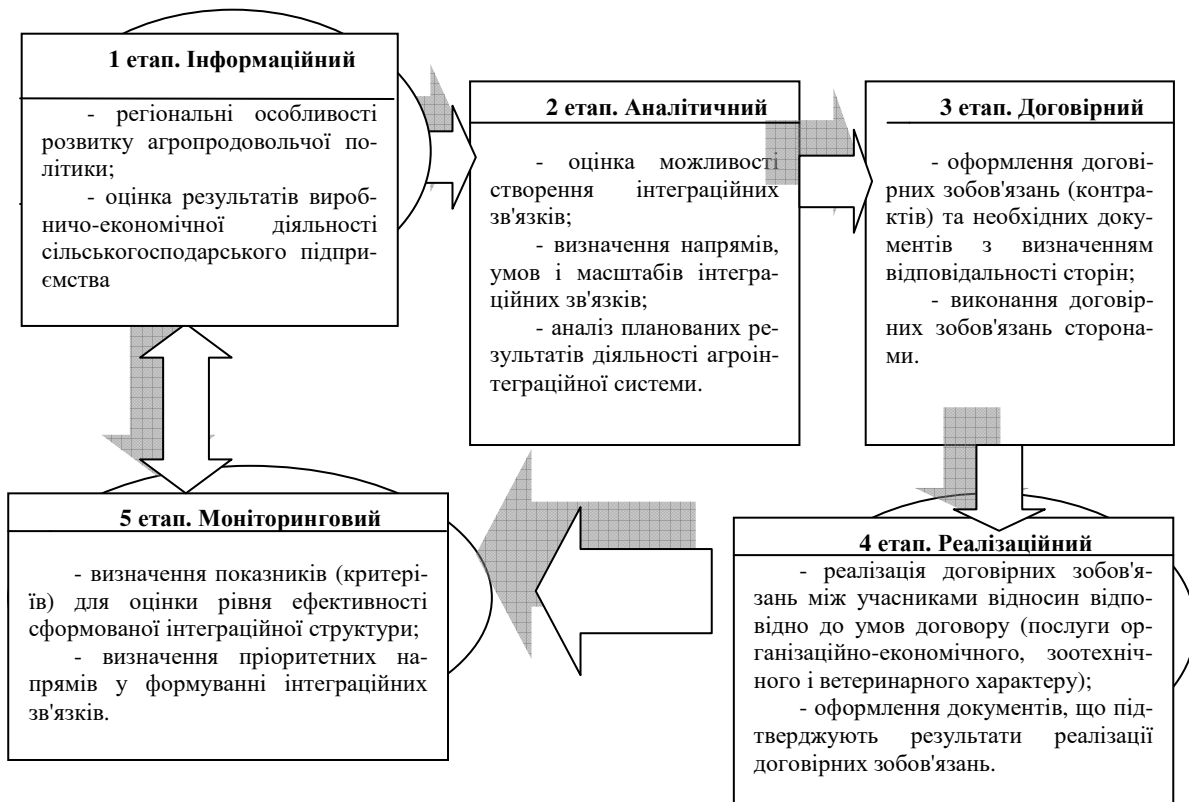 1 етап. Інформаційний
- регіональні особливості
розвитку агропродовольчої по-
літики;
- оцінка результатів вироб-
ничо-економічної діяльності
сільськогосподарського підпри-
ємства
2 етап. Аналітичний
- оцінка можливості
створення інтеграційних
зв'язків;
- визначення напрямів,
умов і масштабів інтегра-
ційних зв'язків;
- аналіз планованих ре-
зультатів діяльності агроін-
теграційної системи.
3 етап. Договірний
- оформлення договір-
них зобов'язань (контра-
ктів) та необхідних доку-
ментів з визначенням
відповідальності сторін;
- виконання договір-
них зобов'язань сторона-
ми.
4 етап. Реалізаційний
- реалізація договірних зобов'я-
зань між учасниками відносин відпо-
відно до умов договору (послуги ор-
ганізаційно-економічного, зоотехніч-
ного і ветеринарного характеру);
- оформлення документів, що під-
тверджують результати реалізації
договірних зобов'язань.
5 етап. Моніторинговий
- визначення показників (критері-
їв) для оцінки рівня ефективності
сформованої інтеграційної структури;
- визначення пріоритетних на-
прямів у формуванні інтеграційних
зв'язків.